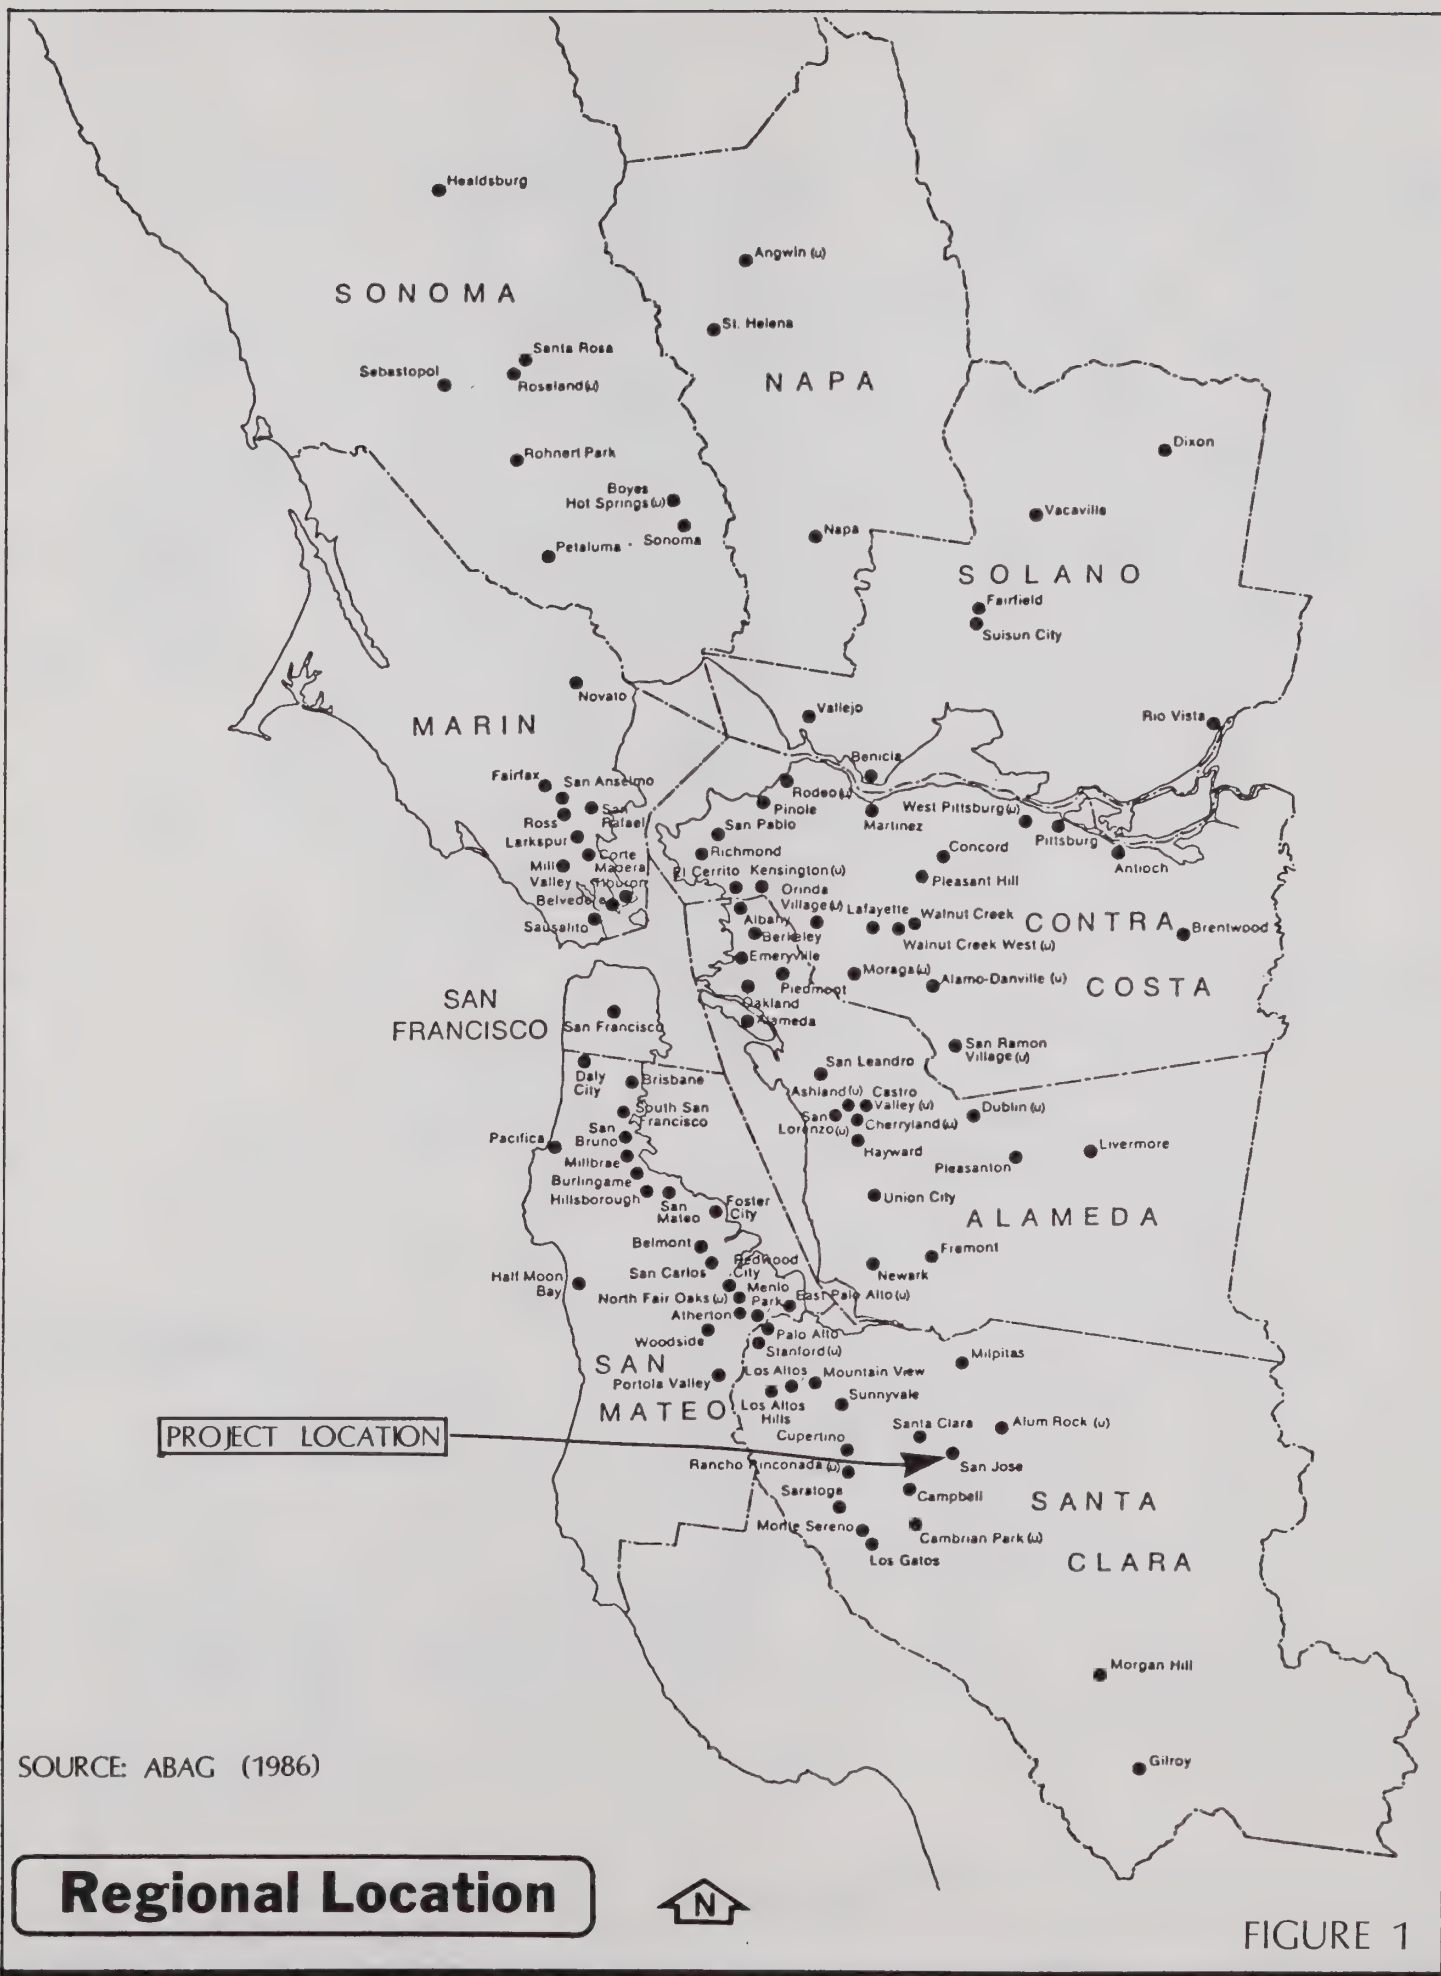 Healdsburg
Angwin (u)
SONOMA
St. Helena
Santa Rosa
Sebastopol
Roseland (u)
NAPA
Dixon
Rohnert Park
Boyes
Hot Springs (u)
Vacaville
Napa
Sonoma
Petaluma
SOLANO
Fairfield
Suisun City
Novato
MARIN
Vallejo
Rio Vista
Benicia
Fairfax
San Anselmo
Rodeo (u)
Pinole
West Pittsburg (u)
San
Rafael
Ross
San Pablo
Martinez
Pittsburg
Larkspur
Richmond
Concord
Antioch
Corte
Madera
Mill
Valley
El Cerrito
Kensington (u)
Pleasant Hill
Tiburon
Orinda
Village (u)
Belvedere
Lafayette
Walnut Creek
Albany
CONTRA
Brentwood
Sausalito
Berkeley
Walnut Creek West (u)
Emeryville
Moraga (u)
Alamo-Danville (u)
Piedmont
COSTA
SAN
FRANCISCO
Oakland
San Francisco
Alameda
San Ramon
Village (u)
San Leandro
Daly
City
Brisbane
Ashland (u)
Castro
Valley (u)
South San
Francisco
San
Lorenzo (u)
Cherryland (u)
Dublin (u)
San
Bruno
Pacifica
Hayward
Livermore
Millbrae
Pleasanton
Burlingame
Hillsborough
San
Mateo
Foster
City
Union City
ALAMEDA
Belmont
Fremont
San Carlos
Redwood
City
Newark
Half Moon
Bay
Menlo
Park
North Fair Oaks (u)
East Palo Alto (u)
Atherton
Woodside
Palo Alto
Stanford (u)
Milpitas
SAN
MATEO
Portola Valley
Los Altos
Mountain View
Los Altos
Hills
Sunnyvale
Santa Clara
Alum Rock (u)
PROJECT LOCATION
Cupertino
Rancho Rinconada (u)
San Jose
Saratoga
Campbell
SANTA
CLARA
Monte Sereno
Cambrian Park (u)
Los Gatos
Morgan Hill
Gilroy
SOURCE: ABAG (1986)
Regional Location
N
FIGURE 1